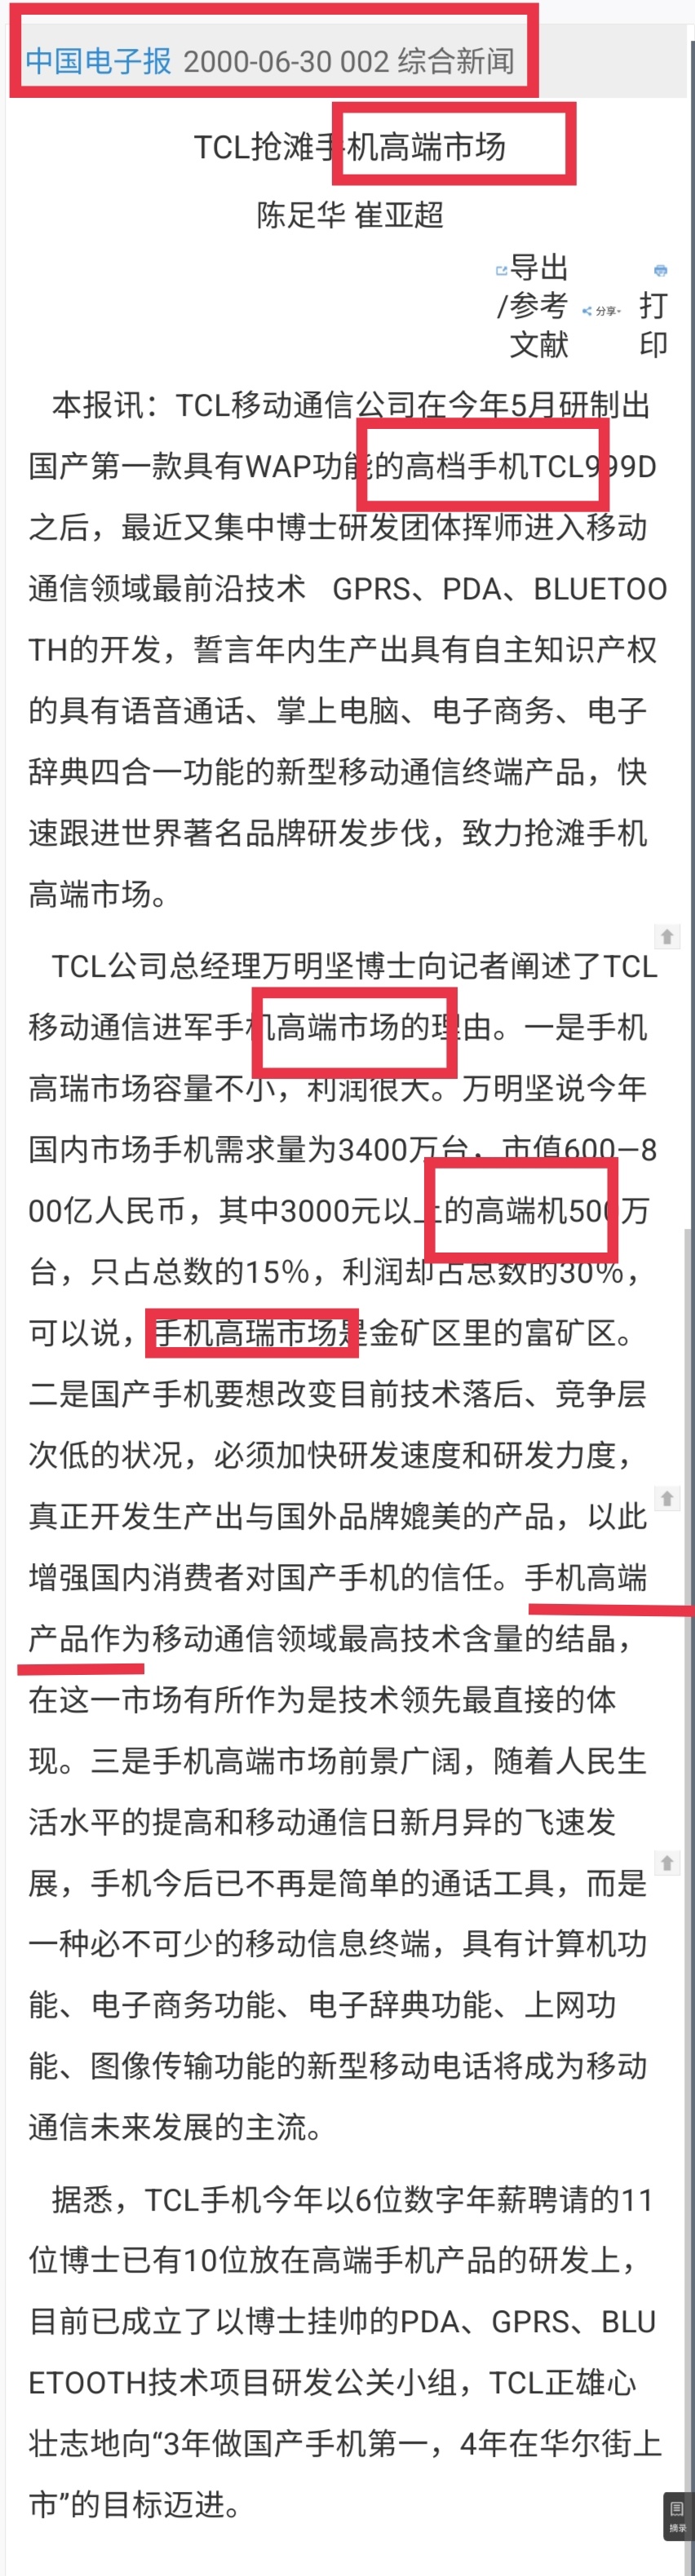 中国电子报 2000-06-30 002 综合新闻
TCL抢滩手机高端市场
陈足华 崔亚超
导出
/参考
文献
分享
打
印
本报讯：TCL移动通信公司在今年5月研制出
国产第一款具有WAP功能的高档手机TCL999D
之后，最近又集中博士研发团体挥师进入移动
通信领域最前沿技术 GPRS、PDA、BLUETOO
TH的开发，誓言年内生产出具有自主知识产权
的具有语音通话、掌上电脑、电子商务、电子
辞典四合一功能的新型移动通信终端产品，快
速跟进世界著名品牌研发步伐，致力抢滩手机
高端市场。
TCL公司总经理万明坚博士向记者阐述了TCL
移动通信进军手机高端市场的理由。一是手机
高瑞市场容量不小，利润很大。万明坚说今年
国内市场手机需求量为3400万台，市值600—8
00亿人民币，其中3000元以上的高端机500万
台，只占总数的15%，利润却占总数的30%，
可以说，手机高瑞市场是金矿区里的富矿区。
二是国产手机要想改变目前技术落后、竞争层
次低的状况，必须加快研发速度和研发力度，
真正开发生产出与国外品牌媲美的产品，以此
增强国内消费者对国产手机的信任。手机高端
产品作为移动通信领域最高技术含量的结晶，
在这一市场有所作为是技术领先最直接的体
现。三是手机高端市场前景广阔，随着人民生
活水平的提高和移动通信日新月异的飞速发
展，手机今后已不再是简单的通话工具，而是
一种必不可少的移动信息终端，具有计算机功
能、电子商务功能、电子辞典功能、上网功
能、图像传输功能的新型移动电话将成为移动
通信未来发展的主流。
据悉，TCL手机今年以6位数字年薪聘请的11
位博士已有10位放在高端手机产品的研发上，
目前已成立了以博士挂帅的PDA、GPRS、BLU
ETOOTH技术项目研发公关小组，TCL正雄心
壮志地向“3年做国产手机第一，4年在华尔街上
市”的目标迈进。
摘录